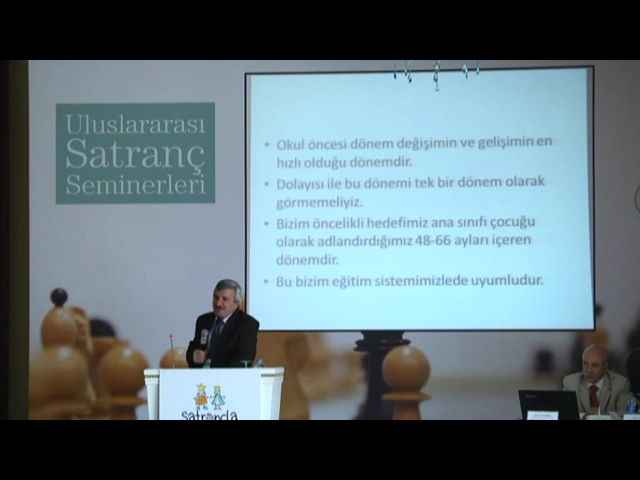 Uluslararası
Satranç
Seminerleri
• Okul öncesi dönem değişimin ve gelişimin en
hızlı olduğu dönemdir.
• Dolayısı ile bu dönemi tek bir dönem olarak
görmemeliyiz.
• Bizim öncelikli hedefimiz ana sınıfı çocuğu
olarak adlandırdığımız 48-66 ayları içeren
dönemdir.
• Bu bizim eğitim sistemimizlede uyumludur.
satranda